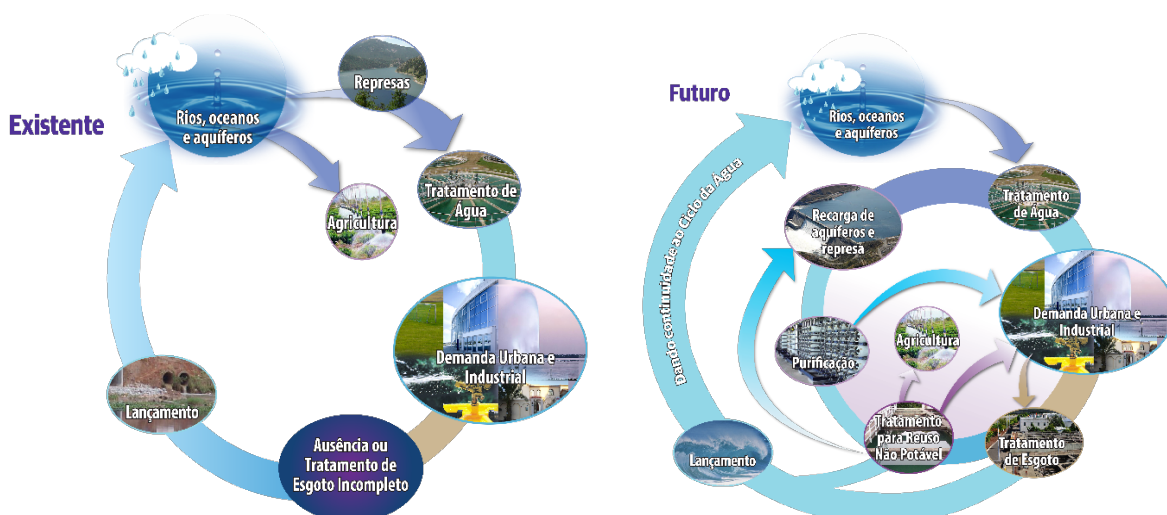 Existente
Rios, oceanos
e aquíferos
Represas
Tratamento de
Água
Agricultura
Demanda Urbana e
Industrial
Ausência ou
Tratamento de
Esgoto Incompleto
Lançamento
Futuro
Rios, oceanos
e aquíferos
Dando continuidade ao Ciclo da Água
Tratamento
de Água
Recarga de
aquíferos e
represa
Demanda Urbana e
Industrial
Purificação
Agricultura
Tratamento
para Reuso
Não Potável
Tratamento
de Esgoto
Lançamento